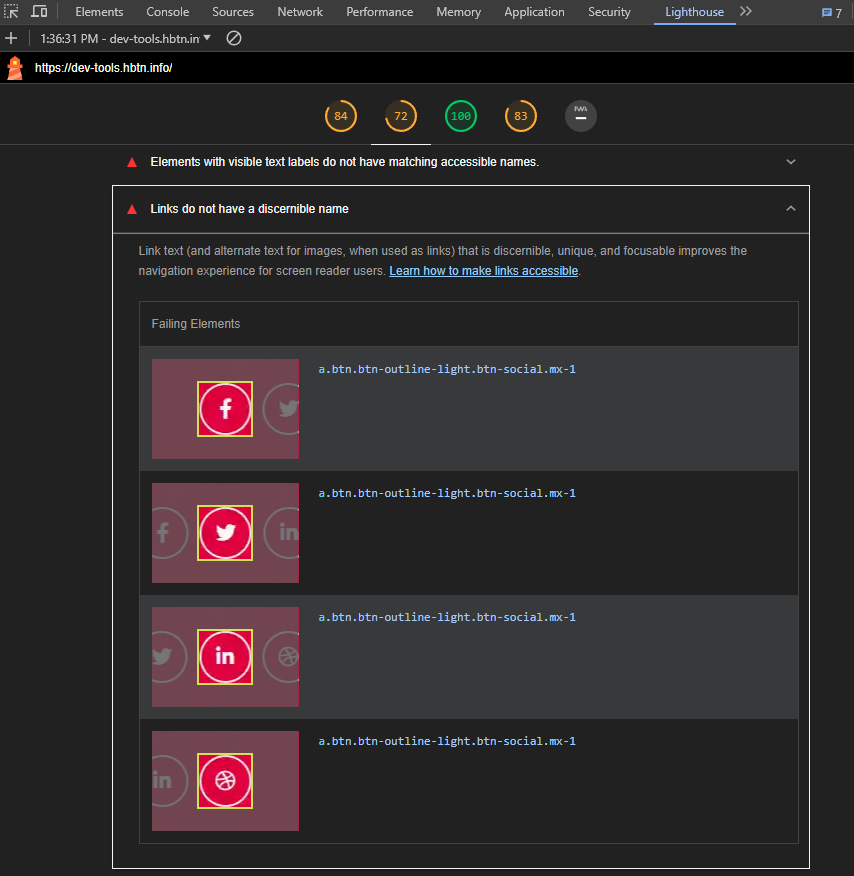 Elements Console Sources Network Performance Memory Application Security Lighthouse 7
1:36:31 PM - dev-tools.hbtn.in
https://dev-tools.hbtn.info/
84 72 100 83 PWA
Elements with visible text labels do not have matching accessible names.
Links do not have a discernible name
Link text (and alternate text for images, when used as links) that is discernible, unique, and focusable improves the
navigation experience for screen reader users. Learn how to make links accessible.
Failing Elements
a.btn.btn-outline-light.btn-social.mx-1
a.btn.btn-outline-light.btn-social.mx-1
in
a.btn.btn-outline-light.btn-social.mx-1
in
a.btn.btn-outline-light.btn-social.mx-1
in